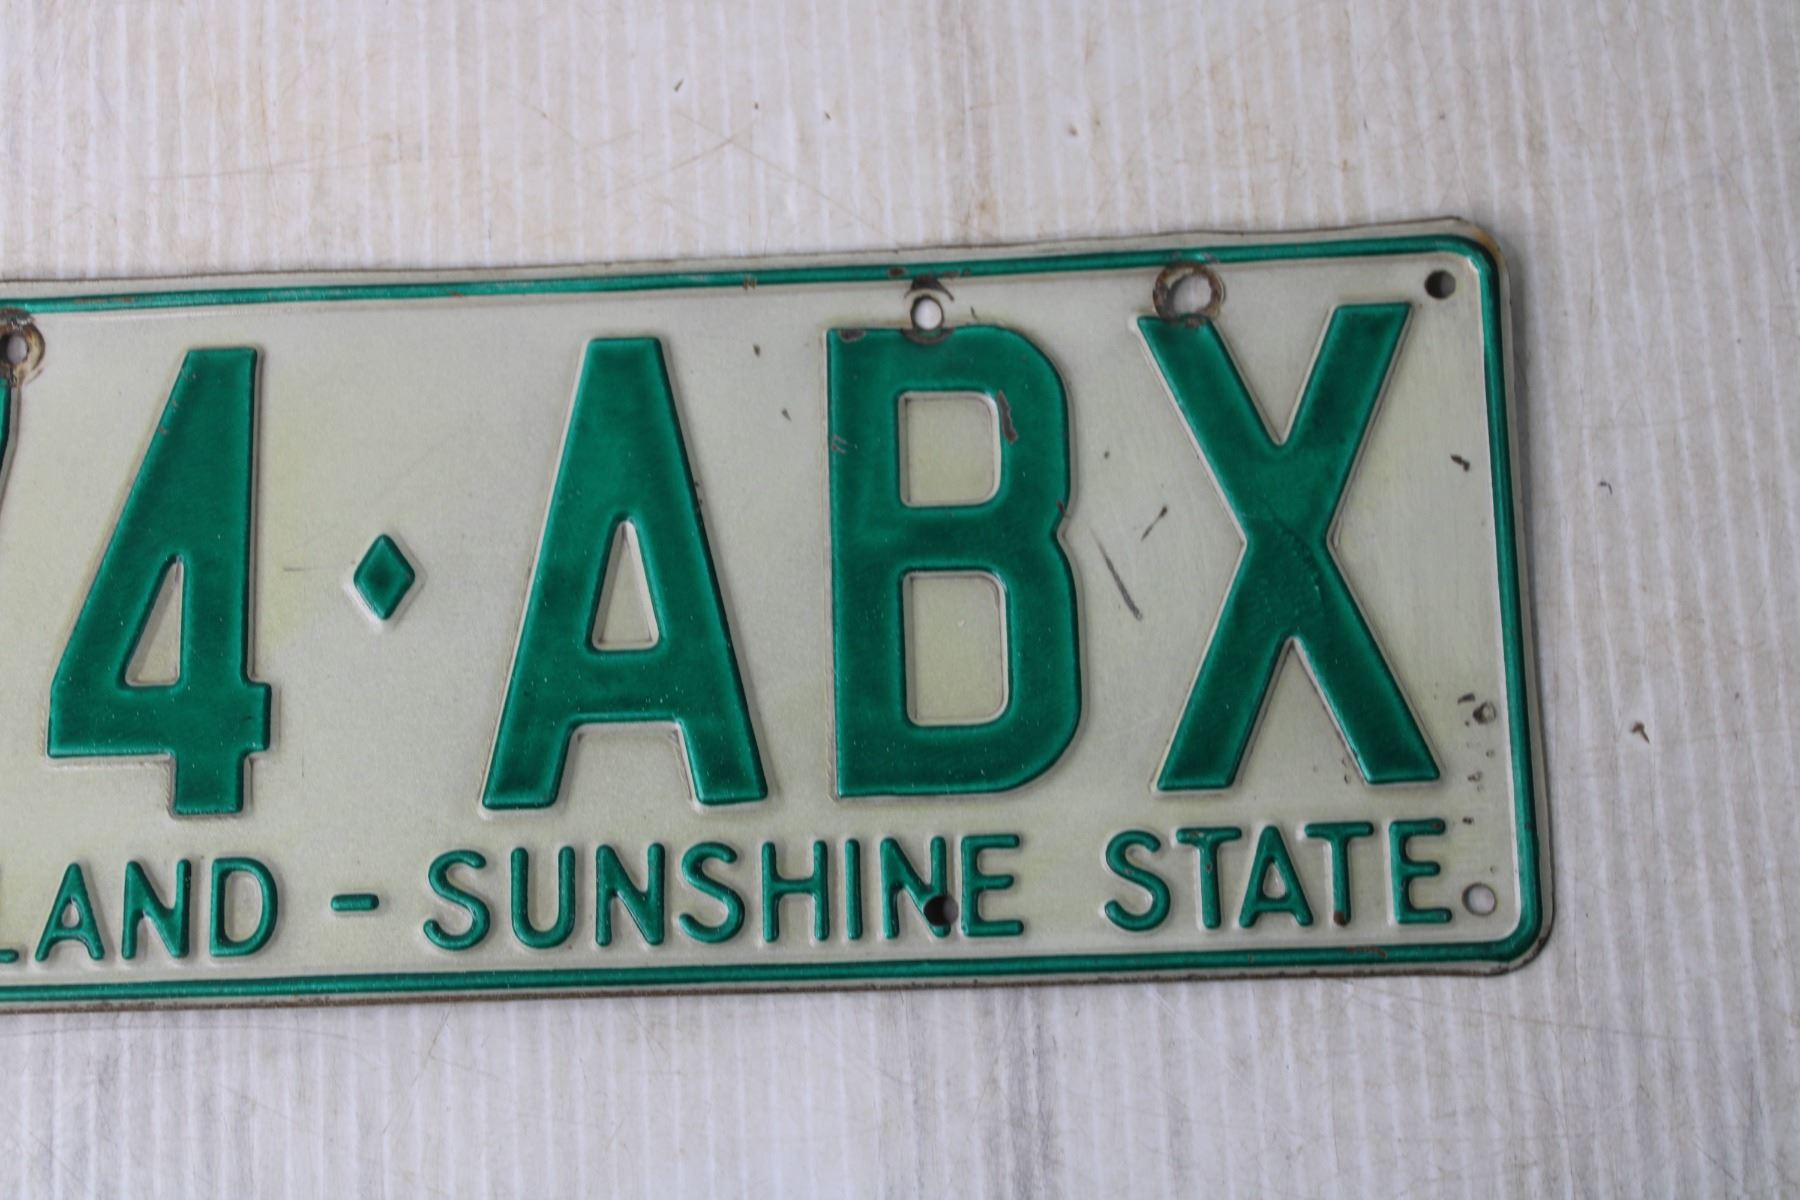 4·ABX
LAND - SUNSHINE STATE